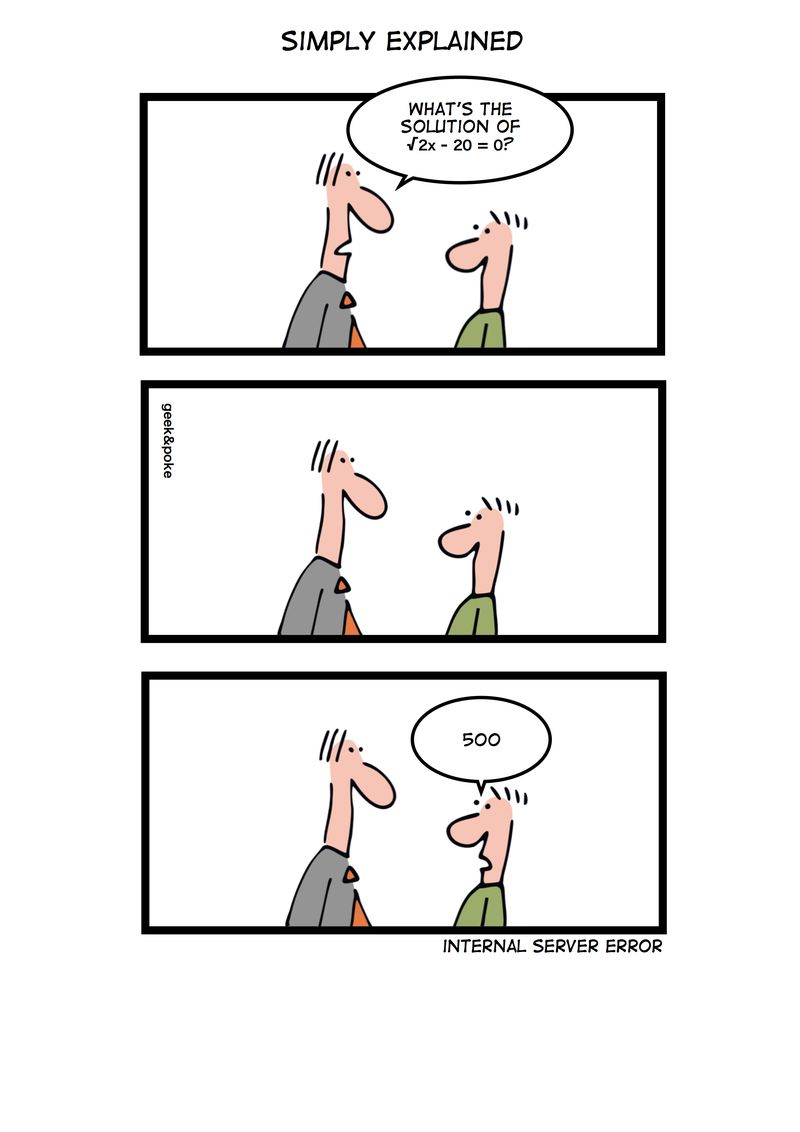 SIMPLY EXPLAINED
WHAT'S THE
SOLUTION OF
√2x - 20 = 0?
geek&poke
500
INTERNAL SERVER ERROR